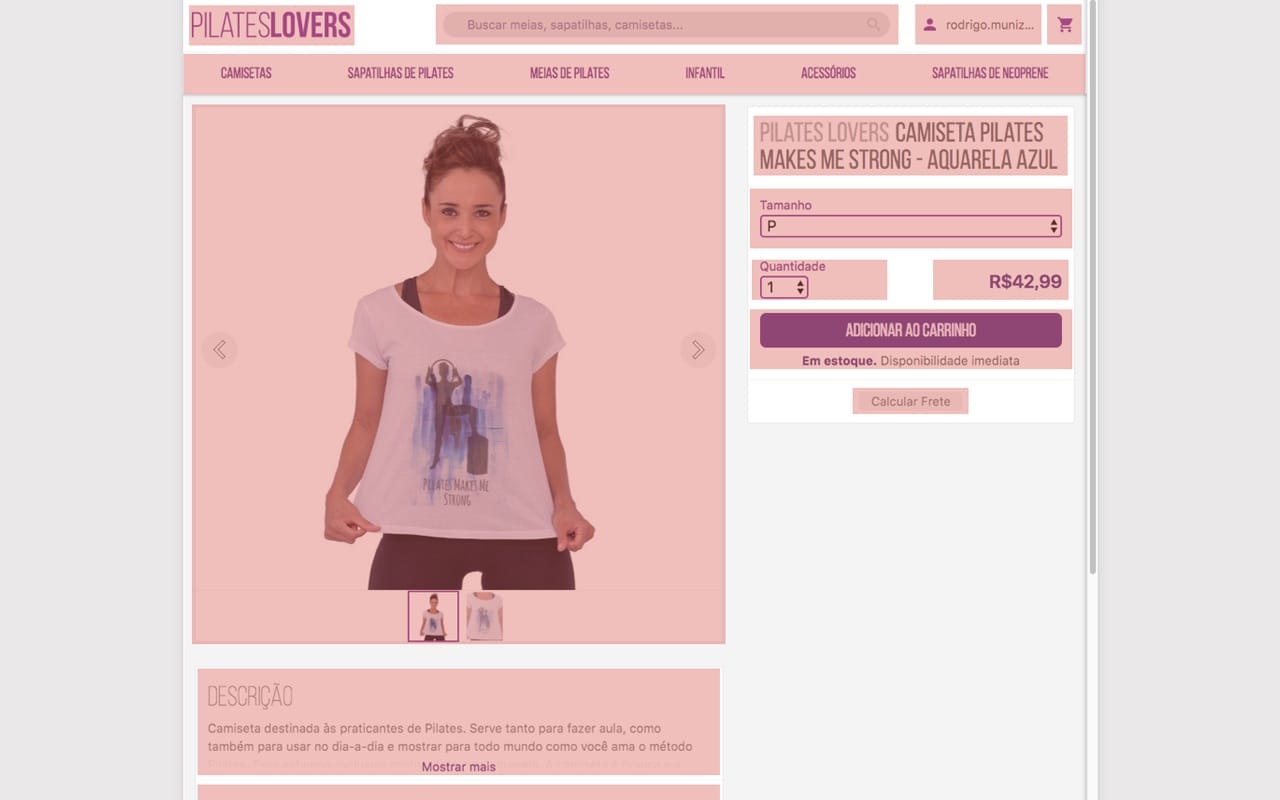 PILATESLOVERS
Buscar meias, sapatilhas, camisetas...
rodrigo.muniz...
CAMISETAS
SAPATILHAS DE PILATES
MEIAS DE PILATES
INFANTIL
ACESSÓRIOS
SAPATILHAS DE NEOPRENE
PILATES MAKES ME
STRONG
PILATES LOVERS CAMISETA PILATES
MAKES ME STRONG - AQUARELA AZUL
Tamanho
P
Quantidade
1
R$42,99
ADICIONAR AO CARRINHO
Em estoque. Disponibilidade imediata
Calcular Frete
DESCRIÇÃO
Camiseta destinada às praticantes de Pilates. Serve tanto para fazer aula, como
também para usar no dia-a-dia e mostrar para todo mundo como você ama o método
Mostrar mais